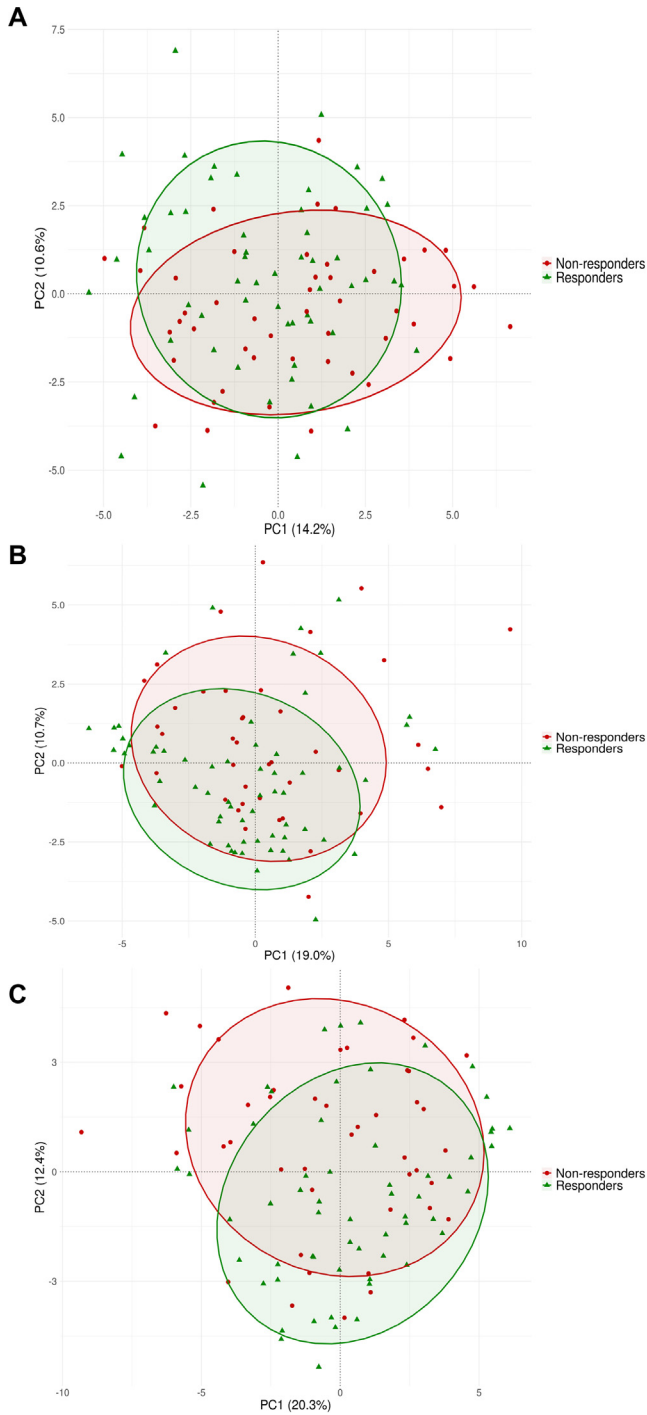 A
7.5
5.0
2.5
0.0
-2.5
-5.0
PC2 (10.6%)
-5.0 -2.5 0.0 2.5 5.0
PC1 (14.2%)
Non-responders
Responders
B
5.0
2.5
0.0
-2.5
-5.0
PC2 (10.7%)
-5 0 5 10
PC1 (19.0%)
Non-responders
Responders
C
3
0
-3
PC2 (12.4%)
-10 -5 0 5
PC1 (20.3%)
Non-responders
Responders